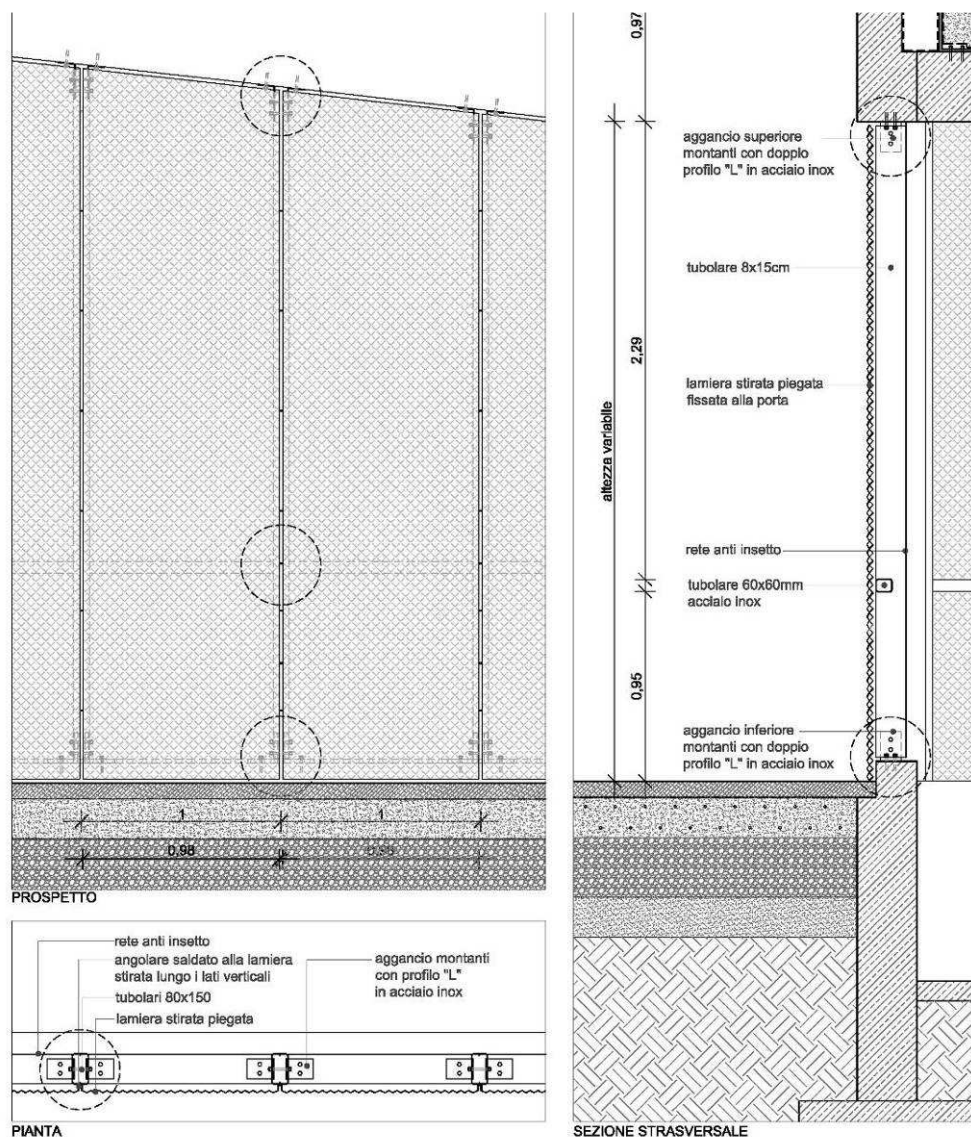 1
1
0,98
0,98
PROSPETTO
rete anti insetto
angolare saldato alla lamiera
stirata lungo i lati verticali
tubolari 80x150
lamiera stirata piegata
aggancio montanti
con profilo "L"
in acciaio inox
PIANTA
0,97
aggancio superiore
montanti con doppio
profilo "L" in acciaio inox
tubolare 8x15cm
2,29
altezza variabile
lamiera stirata piegata
fissata alla porta
rete anti insetto
tubolare 60x60mm
acciaio inox
0,95
aggancio inferiore
montanti con doppio
profilo "L" in acciaio inox
SEZIONE STRASVERSALE